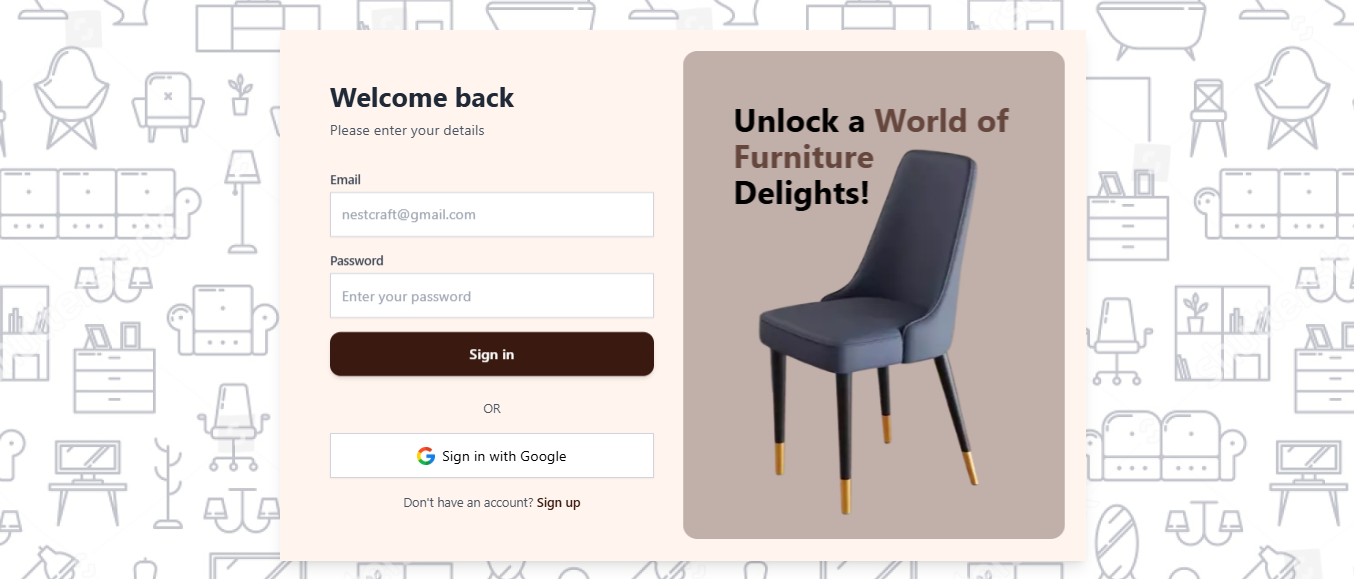 Welcome back
Please enter your details
Email
nestcraft@gmail.com
Password
Enter your password
Sign in
OR
Sign in with Google
Don't have an account? Sign up
Unlock a World of
Furniture
Delights!